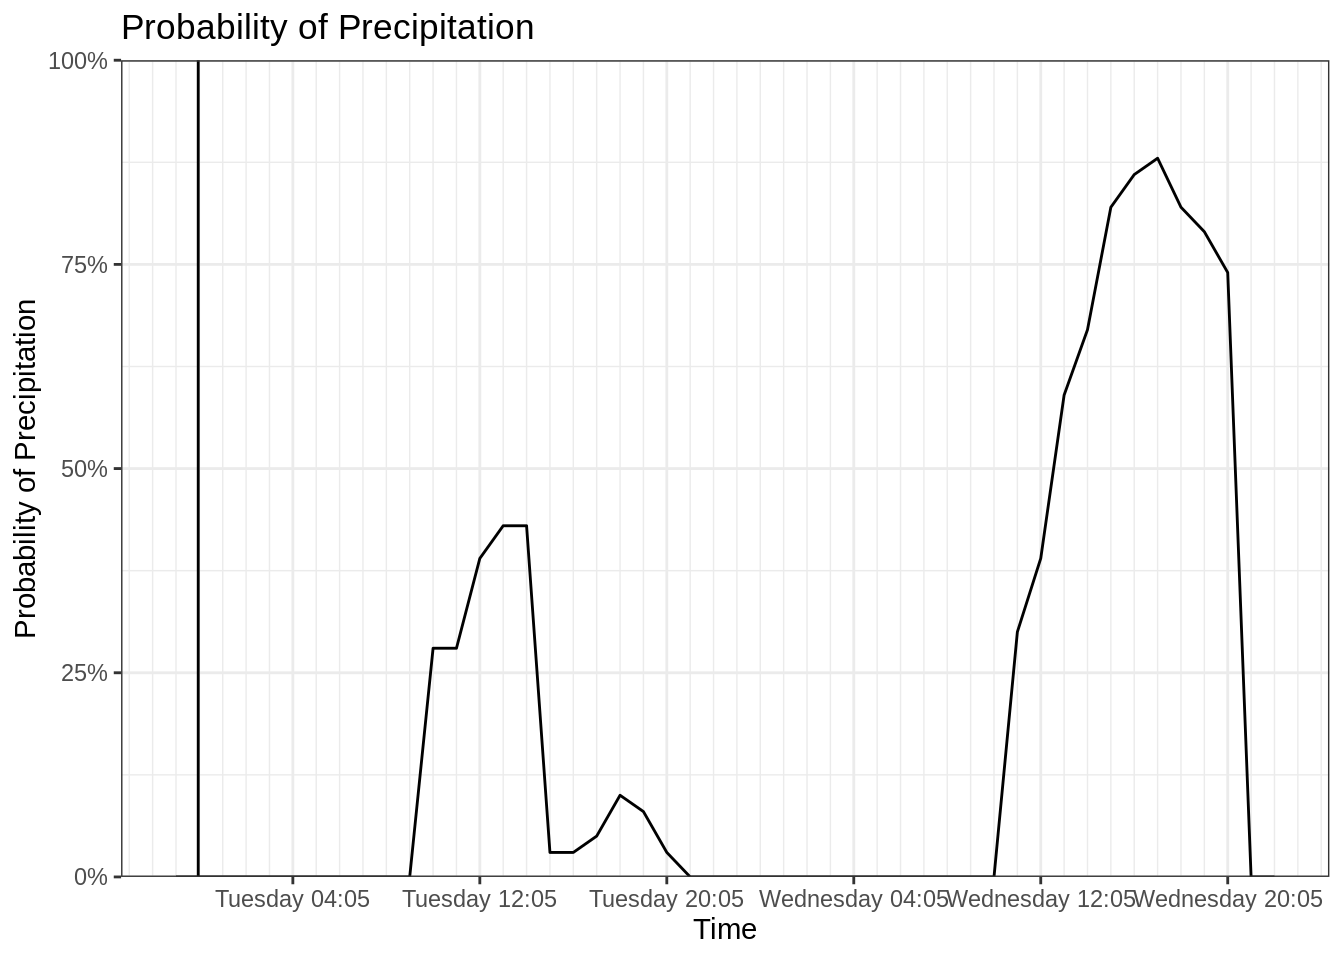 Probability of Precipitation
Probability of Precipitation
100%
75%
50%
25%
0%
Tuesday 04:05
Tuesday 12:05
Tuesday 20:05
Wednesday 04:05
Wednesday 12:05
Wednesday 20:05
Time